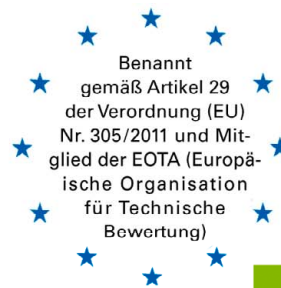 Benannt
gemäß Artikel 29
der Verordnung (EU)
Nr. 305/2011 und Mit-
glied der EOTA (Europä-
ische Organisation
für Technische
Bewertung)